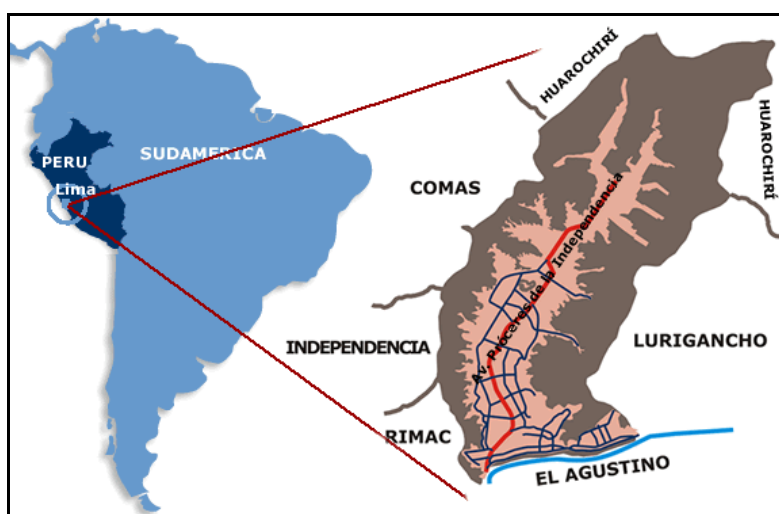 PERU
SUDAMERICA
Lima
HUAROCHIRÍ
HUAROCHIRÍ
COMAS
Av. Próceres de la Independencia
INDEPENDENCIA
LURIGANCHO
RIMAC
EL AGUSTINO